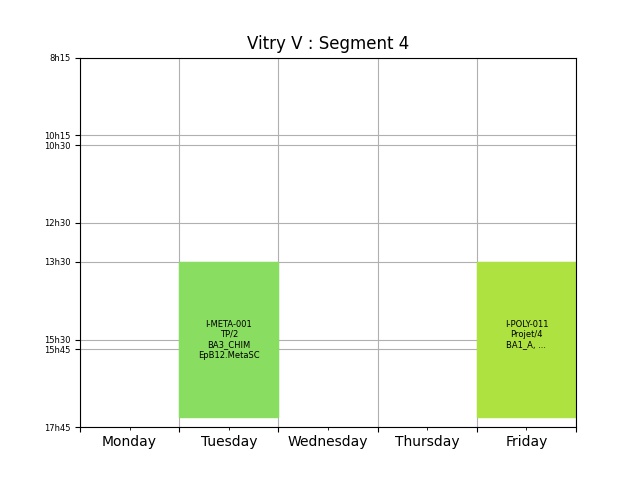 Vitry V : Segment 4
8h15
10h15
10h30
12h30
13h30
15h30
15h45
17h45
I-META-001
TP/2
BA3_CHIM
EpB12.MetaSC
I-POLY-011
Projet/4
BA1_A, ...
Monday Tuesday Wednesday Thursday Friday